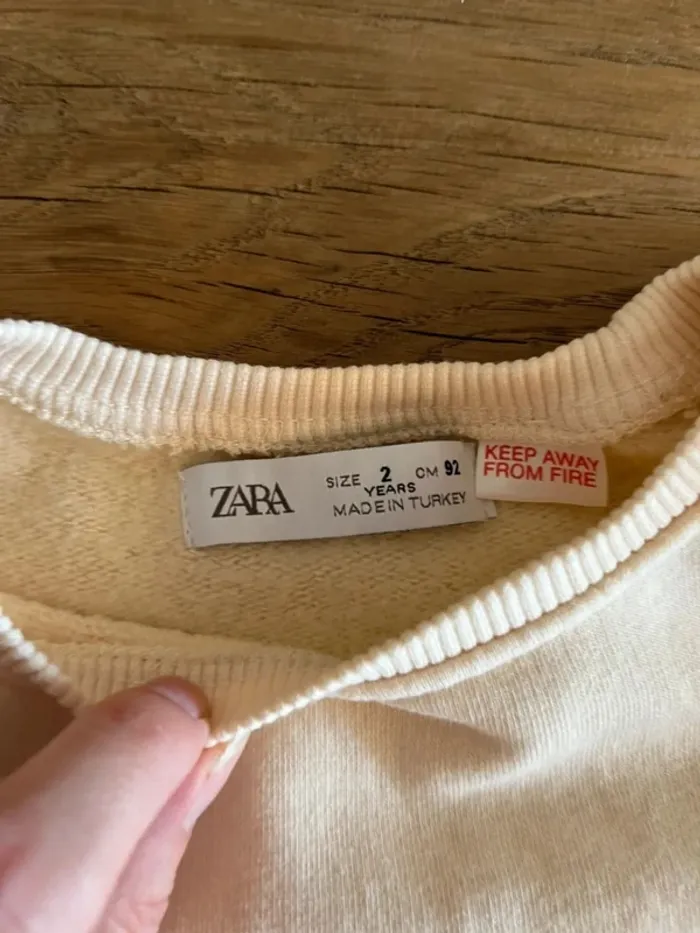 ZARA
SIZE 2 CM 92
YEARS
MADE IN TURKEY
KEEP AWAY
FROM FIRE